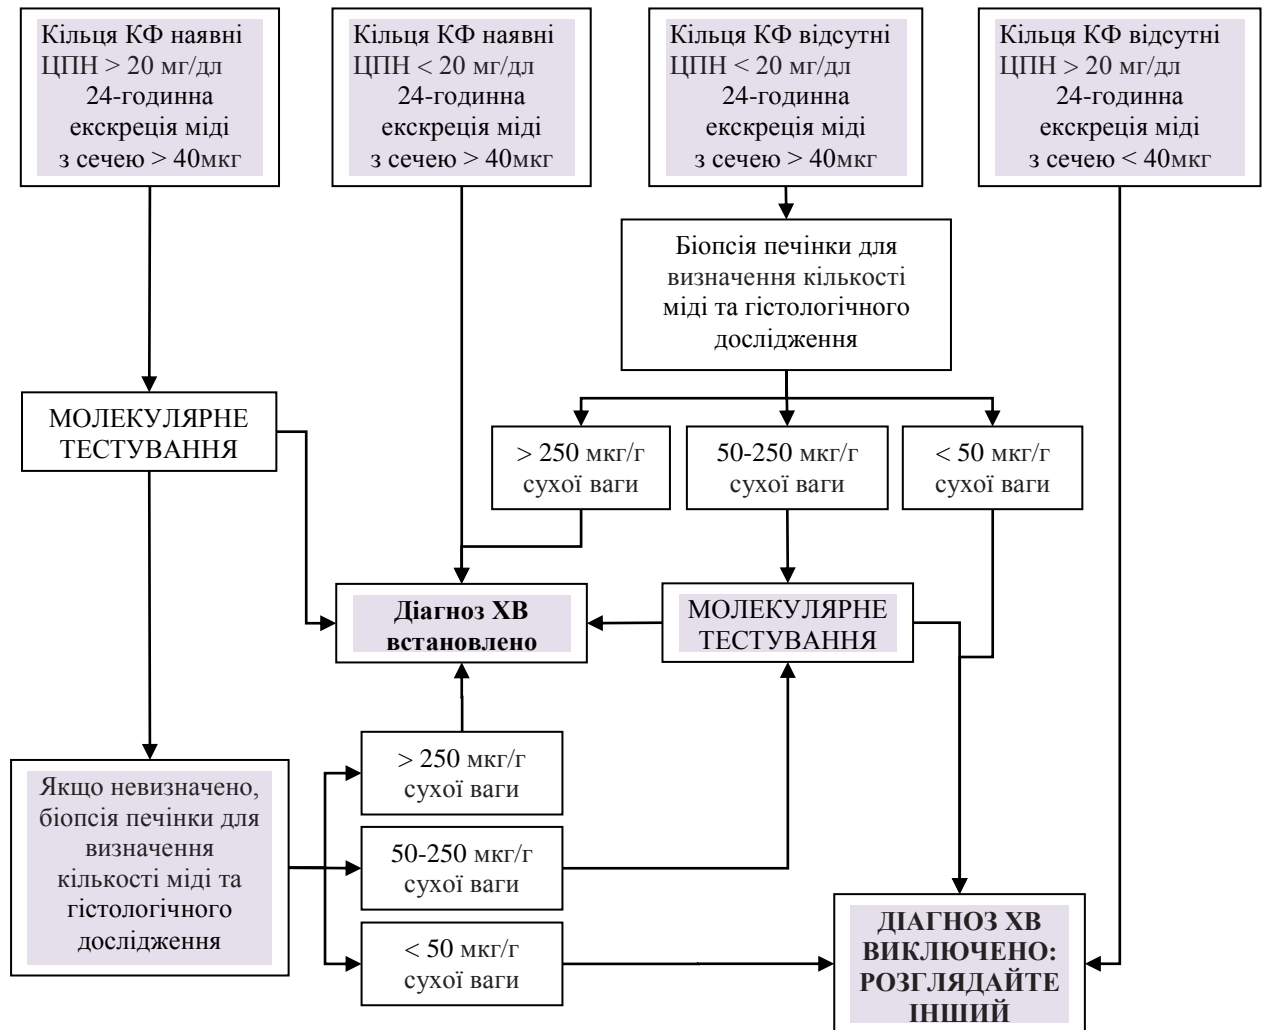 Кільця КФ наявні
ЦПН > 20 мг/дл
24-годинна
екскреція міді
з сечею > 40мкг
Кільця КФ наявні
ЦПН < 20 мг/дл
24-годинна
екскреція міді
з сечею > 40мкг
Кільця КФ відсутні
ЦПН < 20 мг/дл
24-годинна
екскреція міді
з сечею > 40мкг
Кільця КФ відсутні
ЦПН > 20 мг/дл
24-годинна
екскреція міді
з сечею < 40мкг
Біопсія печінки для
визначення кількості
міді та гістологічного
дослідження
МОЛЕКУЛЯРНЕ
ТЕСТУВАННЯ
> 250 мкг/г
сухої ваги
50-250 мкг/г
сухої ваги
< 50 мкг/г
сухої ваги
Діагноз ХВ
встановлено
МОЛЕКУЛЯРНЕ
ТЕСТУВАННЯ
Якщо невизначено,
біопсія печінки для
визначення
кількості міді та
гістологічного
дослідження
> 250 мкг/г
сухої ваги
50-250 мкг/г
сухої ваги
< 50 мкг/г
сухої ваги
ДІАГНОЗ ХВ
ВИКЛЮЧЕНО:
РОЗГЛЯДАЙТЕ
ІНШИЙ